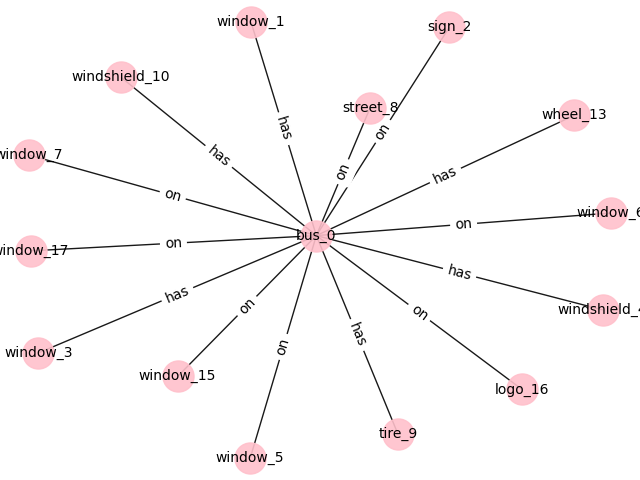 window_1
sign_2
windshield_10
street_8
wheel_13
has
on
has
on
window_7
has
on
window_6
on
bus_0
on
window_17
has
has
windshield_4
on
on
window_3
has
on
window_15
logo_16
tire_9
window_5